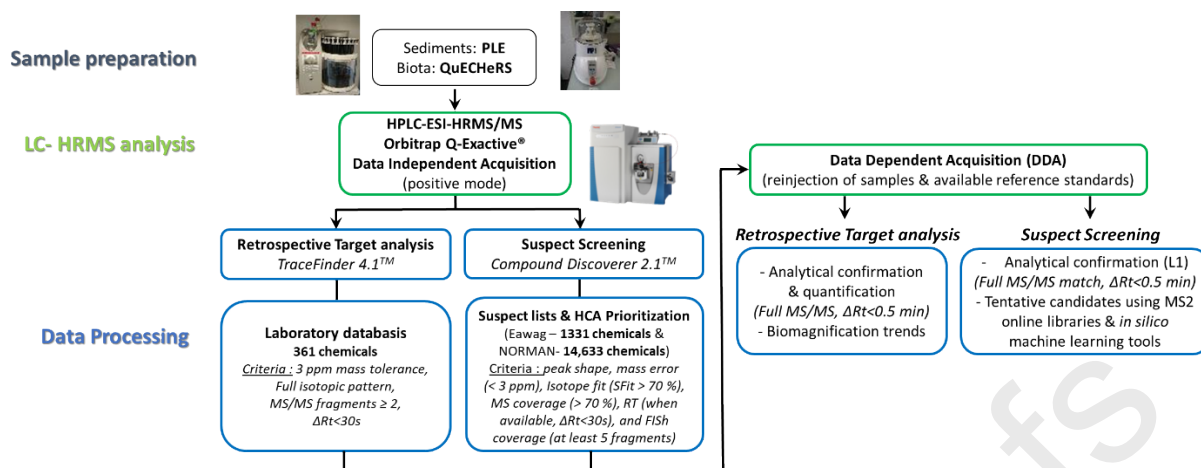 Sample preparation
Sediments: PLE
Biota: QuECHeRS
LC- HRMS analysis
HPLC-ESI-HRMS/MS
Orbitrap Q-Exactive®
Data Independent Acquisition
(positive mode)
Retrospective Target analysis
TraceFinder 4.1™
Suspect Screening
Compound Discoverer 2.1™
Data Processing
Laboratory databasis
361 chemicals
Criteria : 3 ppm mass tolerance,
Full isotopic pattern,
MS/MS fragments ≥ 2,
ΔRt<30s
Suspect lists & HCA Prioritization
(Eawag – 1331 chemicals &
NORMAN- 14,633 chemicals)
Criteria : peak shape, mass error
(< 3 ppm), Isotope fit (SFit > 70 %),
MS coverage (> 70 %), RT (when
available, ΔRt<30s), and FISh
coverage (at least 5 fragments)
Data Dependent Acquisition (DDA)
(reinjection of samples & available reference standards)
Retrospective Target analysis
- Analytical confirmation
& quantification
(Full MS/MS, ΔRt<0.5 min)
- Biomagnification trends
Suspect Screening
- Analytical confirmation (L1)
(Full MS/MS match, ΔRt<0.5 min)
- Tentative candidates using MS2
online libraries & in silico
machine learning tools
fs